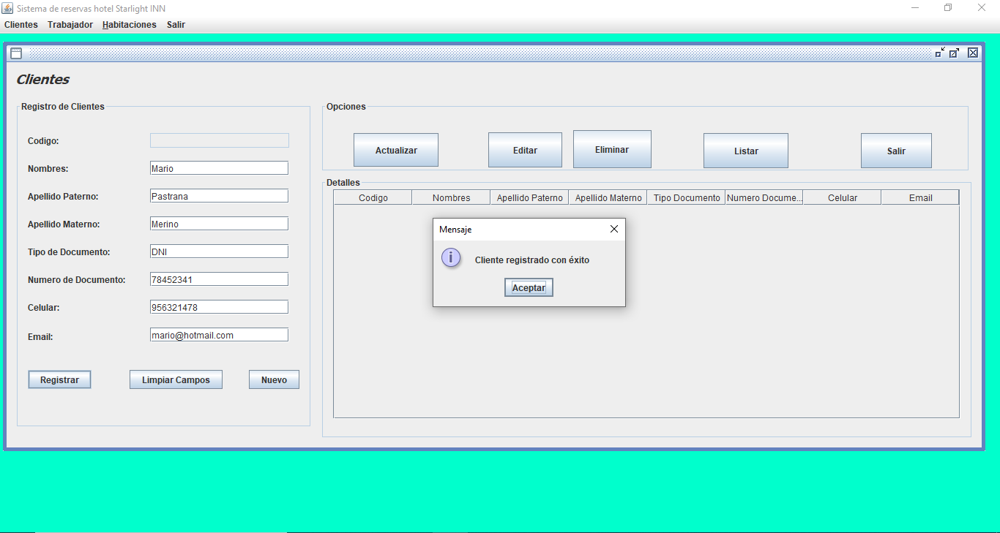 Sistema de reservas hotel Starlight INN
Clientes Trabajador Habitaciones Salir
Clientes
Registro de Clientes
Codigo:
Nombres: Mario
Apellido Paterno: Pastrana
Apellido Materno: Merino
Tipo de Documento: DNI
Numero de Documento: 78452341
Celular: 956321478
Email: mario@hotmail.com
Registrar Limpiar Campos Nuevo
Opciones
Actualizar Editar Eliminar Listar Salir
Detalles
Codigo Nombres Apellido Paterno Apellido Materno Tipo Documento Numero Docume... Celular Email
Mensaje
Cliente registrado con éxito
Aceptar